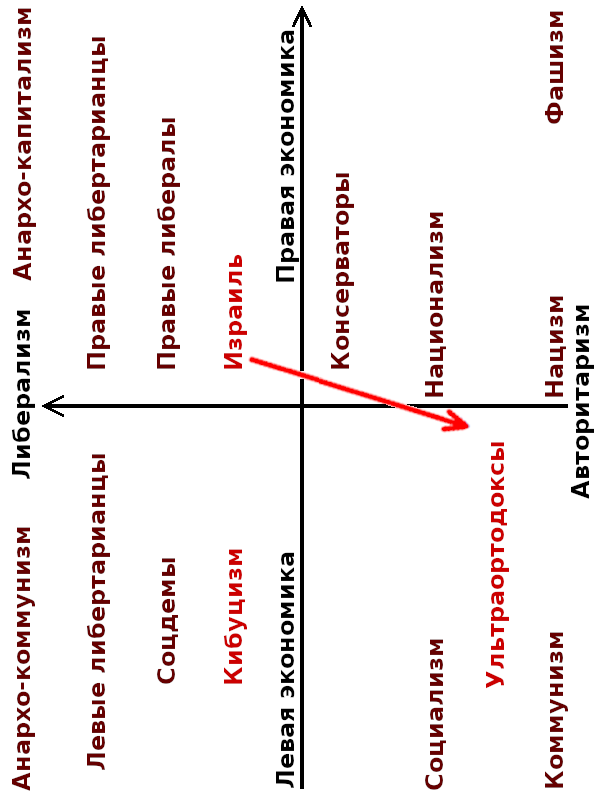 Либерализм
Анархо-коммунизм
Анархо-капитализм
Левые либертарианцы
Правые либертарианцы
Соцдемы
Правые либералы
Кибуцизм
Израиль
Левая экономика
Правая экономика
Консерваторы
Социализм
Национализм
Ультраортодоксы
Коммунизм
Нацизм
Фашизм
Авторитаризм